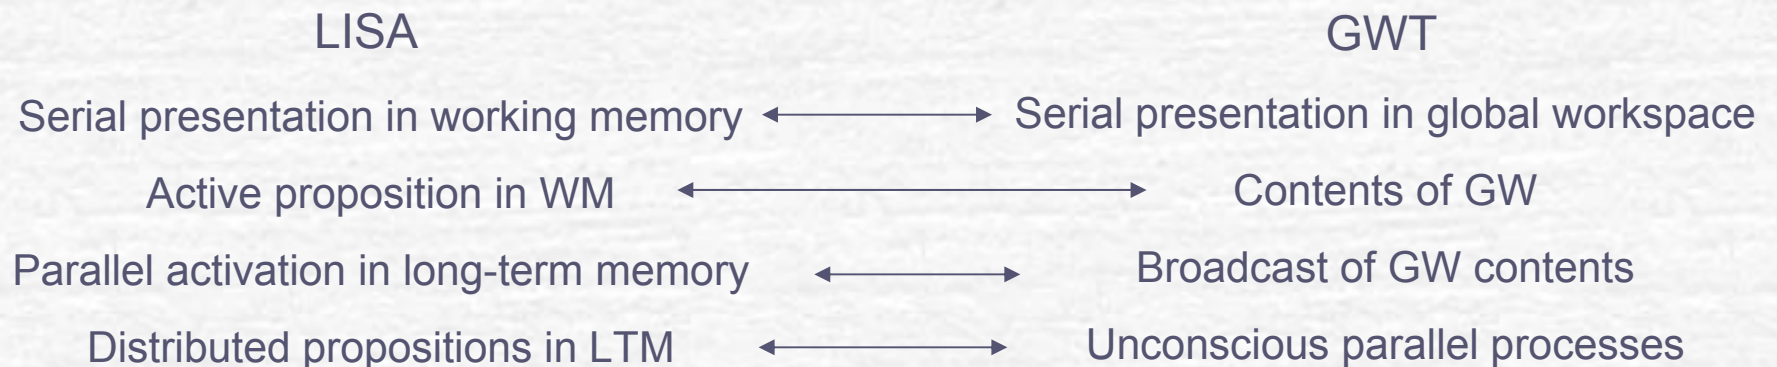 LISA GWT
Serial presentation in working memory Serial presentation in global workspace
Active proposition in WM Contents of GW
Parallel activation in long-term memory Broadcast of GW contents
Distributed propositions in LTM Unconscious parallel processes